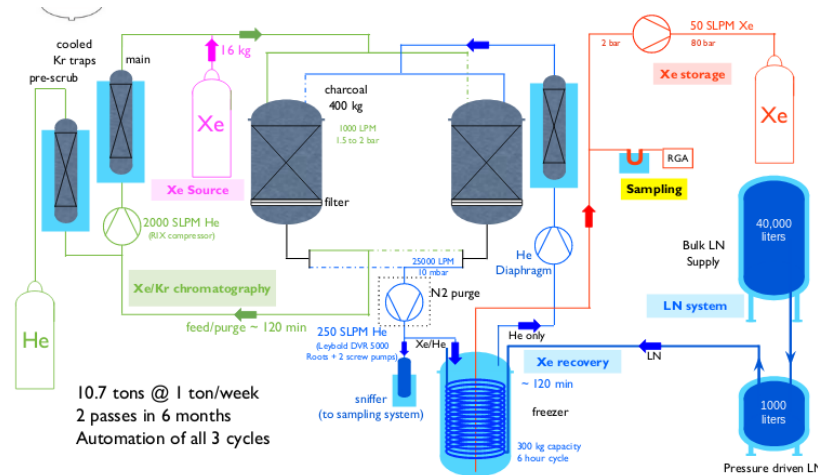 cooled
Kr traps
pre-scrub
main
16 kg
Xe
Xe Source
charcoal
400 kg
1000 LPM
1.5 to 2 bar
filter
2000 SLPM He
(RIX compressor)
Xe/Kr chromatography
feed/purge ~ 120 min
He
25000 LPM
10 mbar
N2 purge
250 SLPM He
(Leybold DVR 5000
Roots + 2 screw pumps)
Xe/He
sniffer
(to sampling system)
He
Diaphragm
He only
Xe recovery
~ 120 min
freezer
300 kg capacity
6 hour cycle
LN
2 bar
50 SLPM Xe
80 bar
Xe storage
Xe
RGA
Sampling
40,000
liters
Bulk LN
Supply
LN system
1000
liters
Pressure driven LN
10.7 tons @ 1 ton/week
2 passes in 6 months
Automation of all 3 cycles